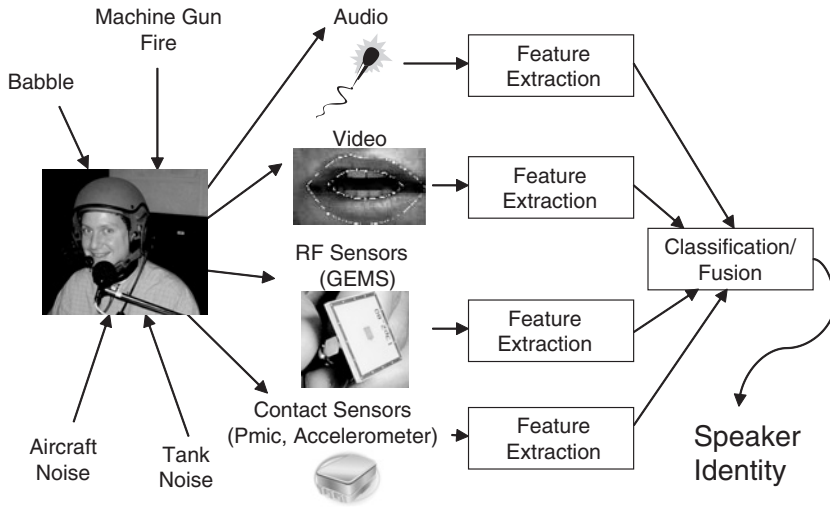 Machine Gun
Fire
Babble
Aircraft
Noise
Tank
Noise
Audio
Video
RF Sensors
(GEMS)
Contact Sensors
(Pmic, Accelerometer)
Feature
Extraction
Feature
Extraction
Feature
Extraction
Feature
Extraction
Classification/
Fusion
Speaker
Identity